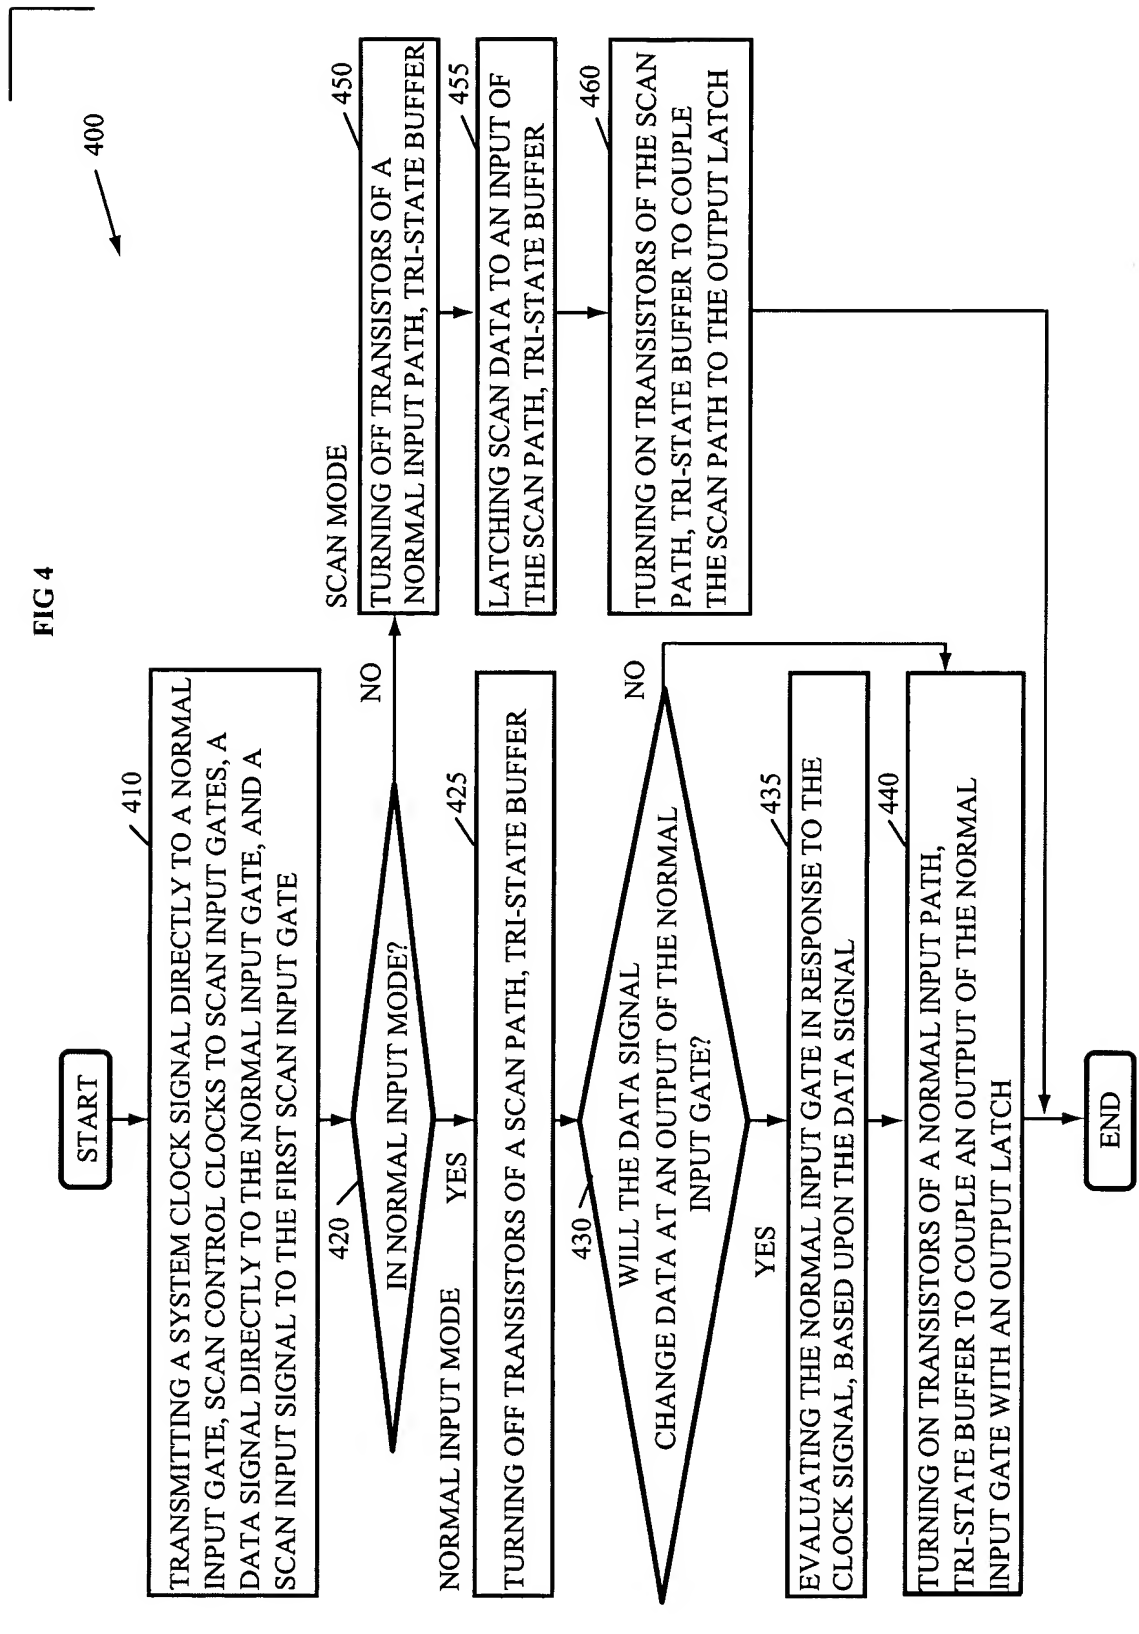 FIG 4
400
START
410
TRANSMITTING A SYSTEM CLOCK SIGNAL DIRECTLY TO A NORMAL
INPUT GATE, SCAN CONTROL CLOCKS TO SCAN INPUT GATES, A
DATA SIGNAL DIRECTLY TO THE NORMAL INPUT GATE, AND A
SCAN INPUT SIGNAL TO THE FIRST SCAN INPUT GATE
420
IN NORMAL INPUT MODE?
NO
YES
NORMAL INPUT MODE
425
TURNING OFF TRANSISTORS OF A SCAN PATH, TRI-STATE BUFFER
430
WILL THE DATA SIGNAL
CHANGE DATA AT AN OUTPUT OF THE NORMAL
INPUT GATE?
NO
YES
435
EVALUATING THE NORMAL INPUT GATE IN RESPONSE TO THE
CLOCK SIGNAL, BASED UPON THE DATA SIGNAL
440
TURNING ON TRANSISTORS OF A NORMAL INPUT PATH,
TRI-STATE BUFFER TO COUPLE AN OUTPUT OF THE NORMAL
INPUT GATE WITH AN OUTPUT LATCH
SCAN MODE
450
TURNING OFF TRANSISTORS OF A
NORMAL INPUT PATH, TRI-STATE BUFFER
455
LATCHING SCAN DATA TO AN INPUT OF
THE SCAN PATH, TRI-STATE BUFFER
460
TURNING ON TRANSISTORS OF THE SCAN
PATH, TRI-STATE BUFFER TO COUPLE
THE SCAN PATH TO THE OUTPUT LATCH
END